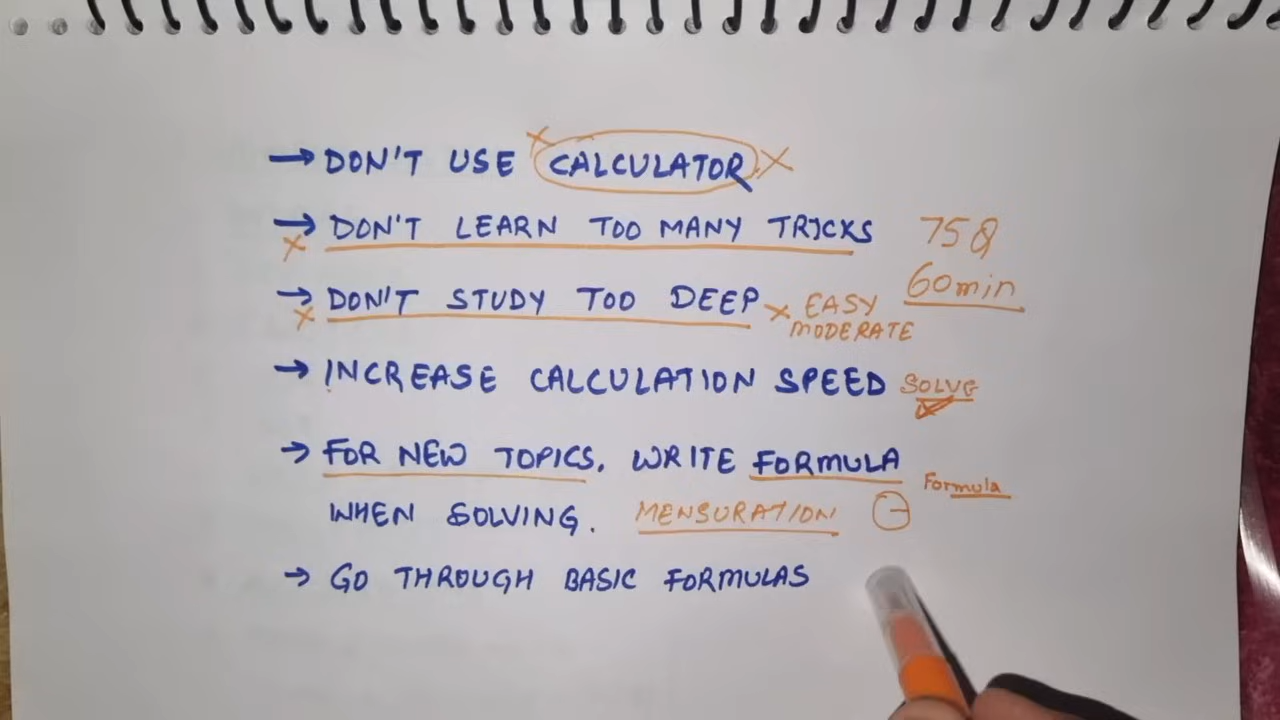 → DON'T USE CALCULATOR
→ DON'T LEARN TOO MANY TRICKS 75Q
60min
→ DON'T STUDY TOO DEEP EASY
MODERATE
→ INCREASE CALCULATION SPEED SOLVE
→ FOR NEW TOPICS. WRITE FORMULA
Formula
WHEN SOLVING. MENSURATION
→ GO THROUGH BASIC FORMULAS